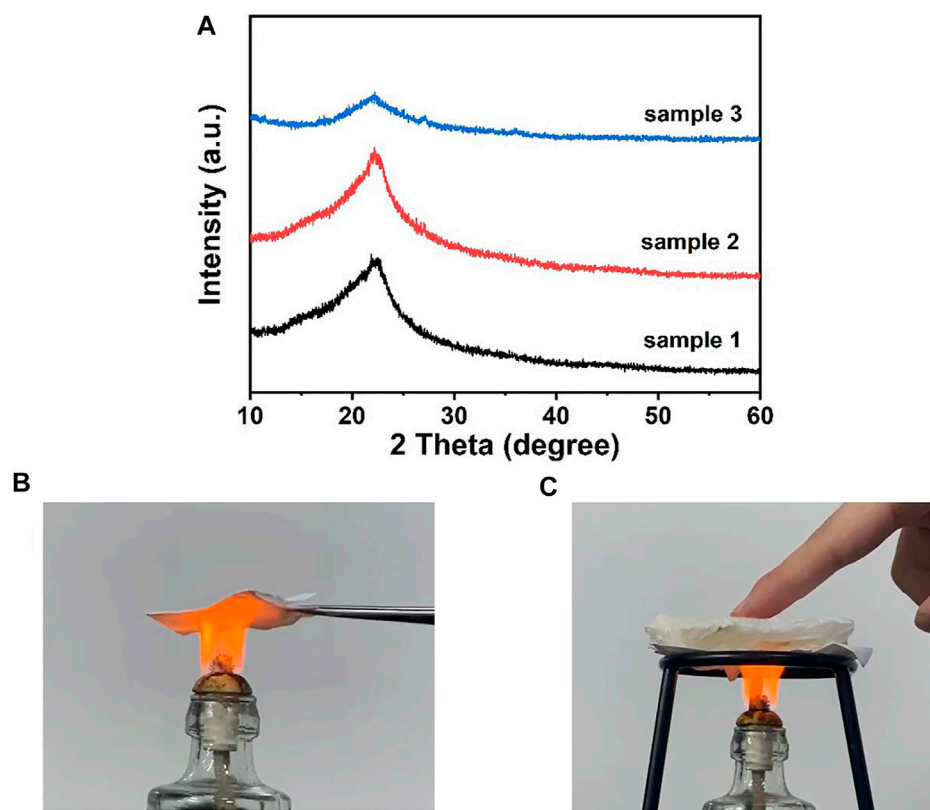 A
Intensity (a.u.)
sample 3
sample 2
sample 1
10 20 30 40 50 60
2 Theta (degree)
B
C